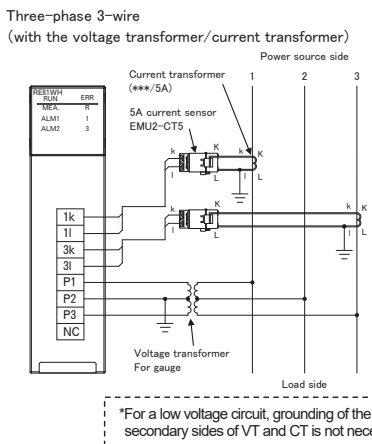 Three-phase 3-wire
(with the voltage transformer/current transformer)
Power source side
Current transformer
(***/5A)
1 2 3
5A current sensor
EMU2-CT5
RE81WH
RUN ERR
MEA. R
ALM1 1
ALM2 3
k K k K
l L l L
k K k K
l L l L
1k
1l
3k
3l
P1
P2
P3
NC
Voltage transformer
For gauge
Load side
*For a low voltage circuit, grounding of the
secondary sides of VT and CT is not